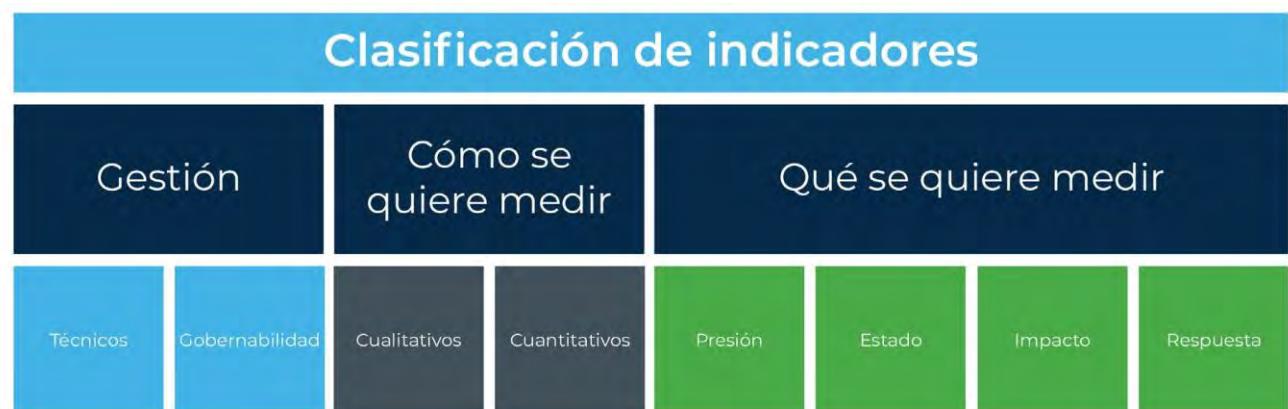 Clasificación de indicadores
Gestión
Cómo se
quiere medir
Qué se quiere medir
Técnicos
Gobernabilidad
Cualitativos
Cuantitativos
Presión
Estado
Impacto
Respuesta